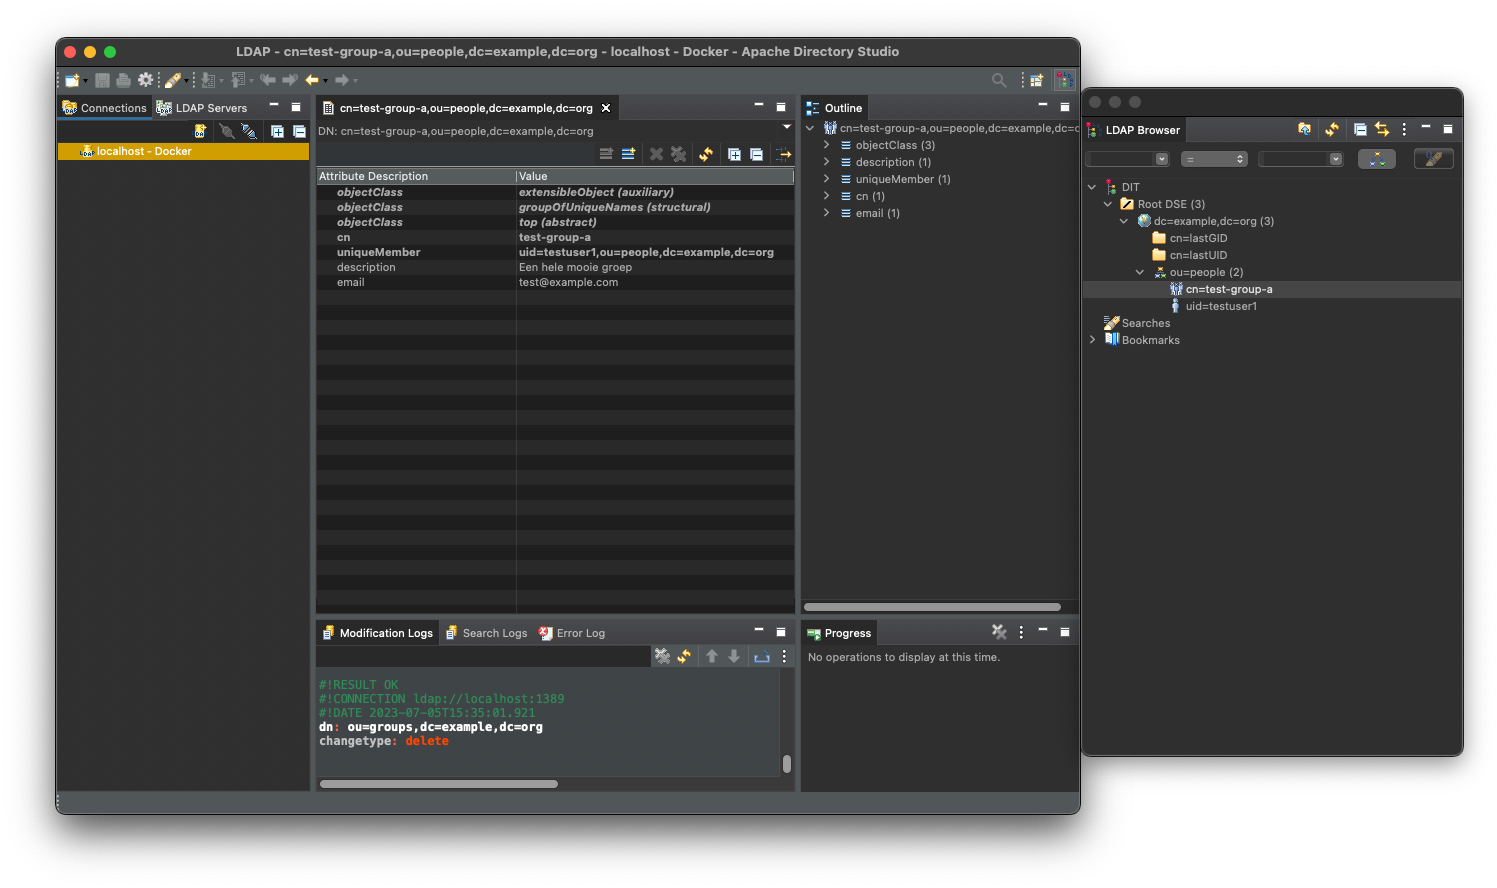 LDAP - cn=test-group-a,ou=people,dc=example,dc=org - localhost - Docker - Apache Directory Studio
Connections
LDAP Servers
localhost - Docker
cn=test-group-a,ou=people,dc=example,dc=org
DN: cn=test-group-a,ou=people,dc=example,dc=org
Attribute Description Value
objectClass extensibleObject (auxiliary)
objectClass groupOfUniqueNames (structural)
objectClass top (abstract)
cn test-group-a
uniqueMember uid=testuser1,ou=people,dc=example,dc=org
description Een hele mooie groep
email test@example.com
Outline
cn=test-group-a,ou=people,dc=example,dc=c
objectClass (3)
description (1)
uniqueMember (1)
cn (1)
email (1)
Modification Logs
Search Logs
Error Log
#!RESULT OK
#!CONNECTION ldap://localhost:1389
#!DATE 2023-07-05T15:35:01.921
dn: ou=groups,dc=example,dc=org
changetype: delete
Progress
No operations to display at this time.
LDAP Browser
=
DIT
Root DSE (3)
dc=example,dc=org (3)
cn=lastGID
cn=lastUID
ou=people (2)
cn=test-group-a
uid=testuser1
Searches
Bookmarks